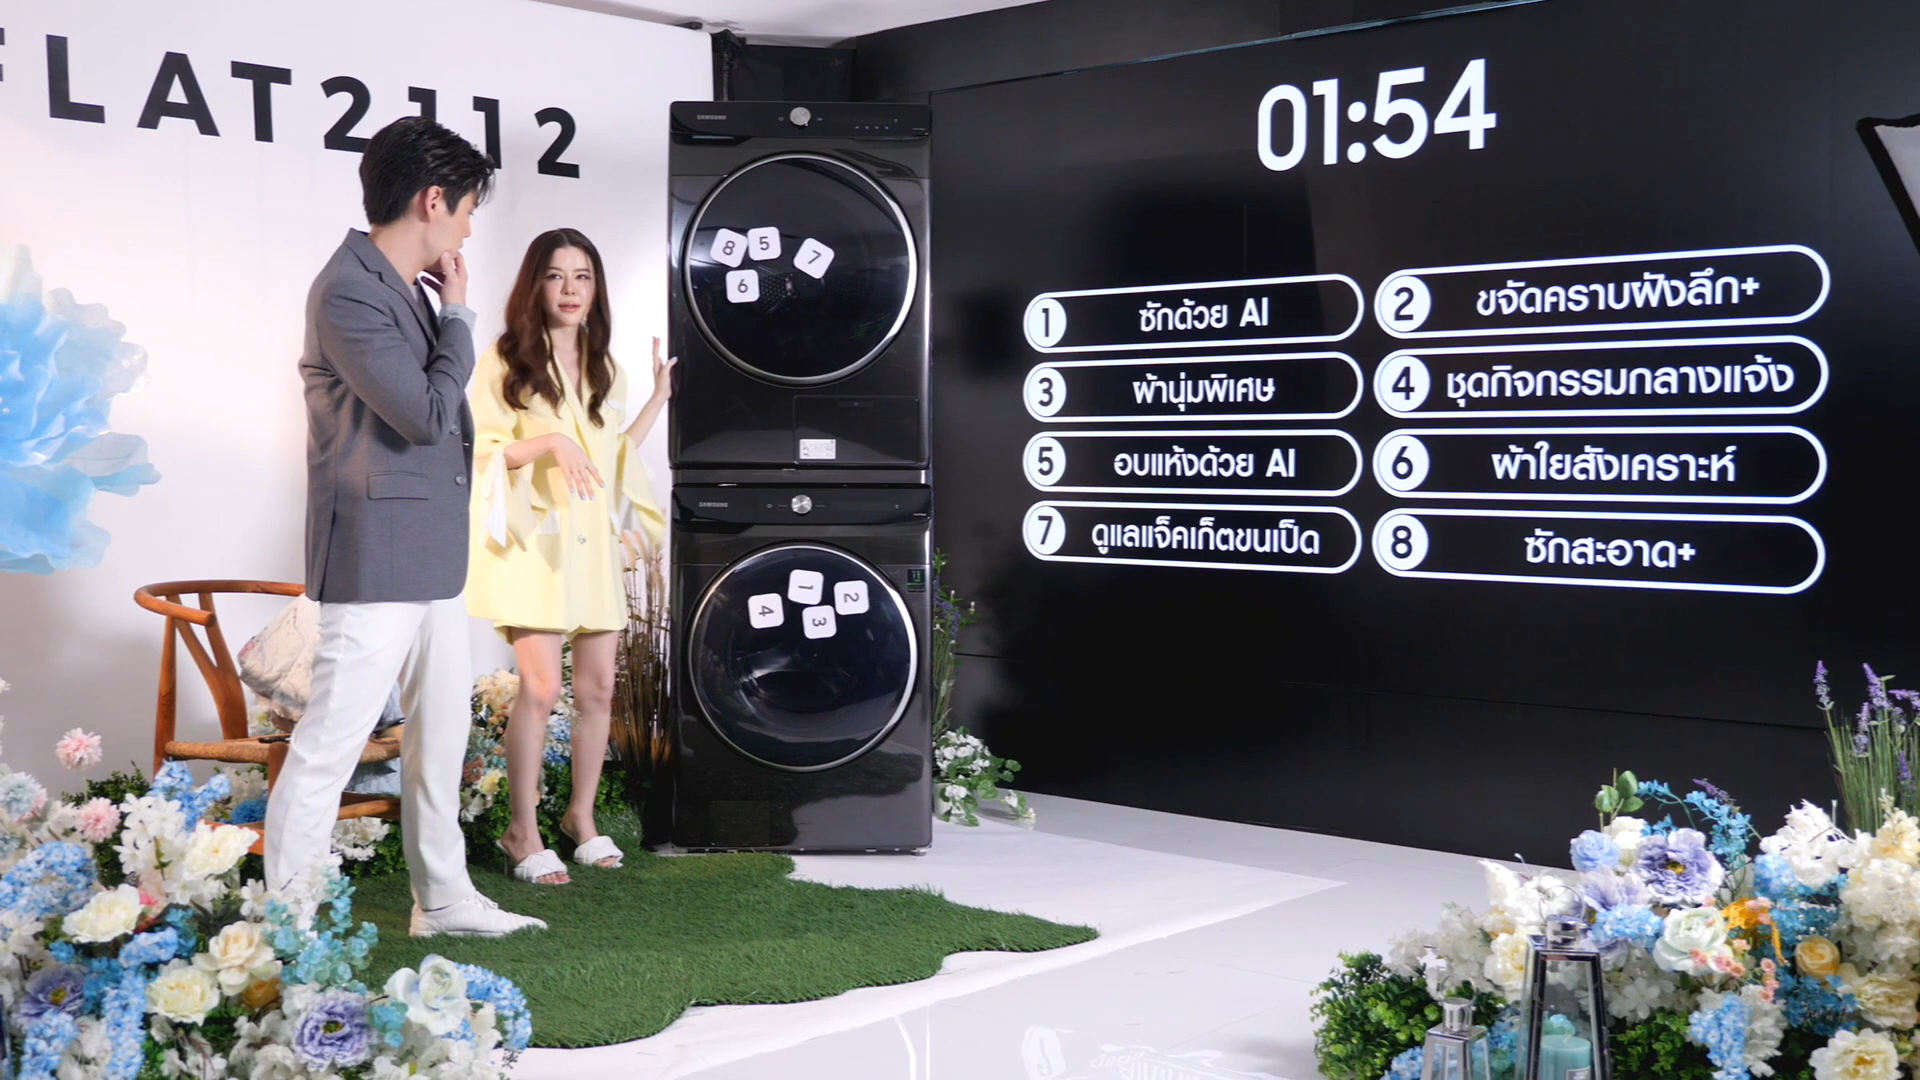 FLAT2112
SAMSUNG
8 5 7
6
SAMSUNG
1 2
4 3
01:54
1 ซักด้วย AI
2 ขจัดคราบฝังลึก+
3 ผ้านุ่มพิเศษ
4 ชุดกิจกรรมกลางแจ้ง
5 อบแห้งด้วย AI
6 ผ้าใยสังเคราะห์
7 ดูแลแจ็คเก็ตขนเป็ด
8 ซักสะอาด+